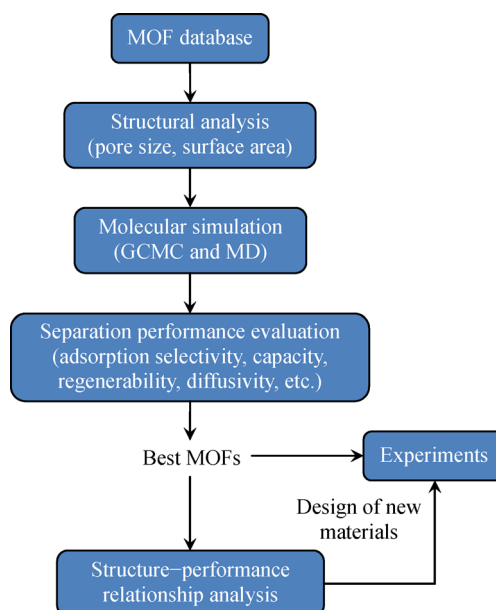 MOF database
Structural analysis
(pore size, surface area)
Molecular simulation
(GCMC and MD)
Separation performance evaluation
(adsorption selectivity, capacity,
regenerability, diffusivity, etc.)
Best MOFs
Experiments
Design of new
materials
Structure−performance
relationship analysis